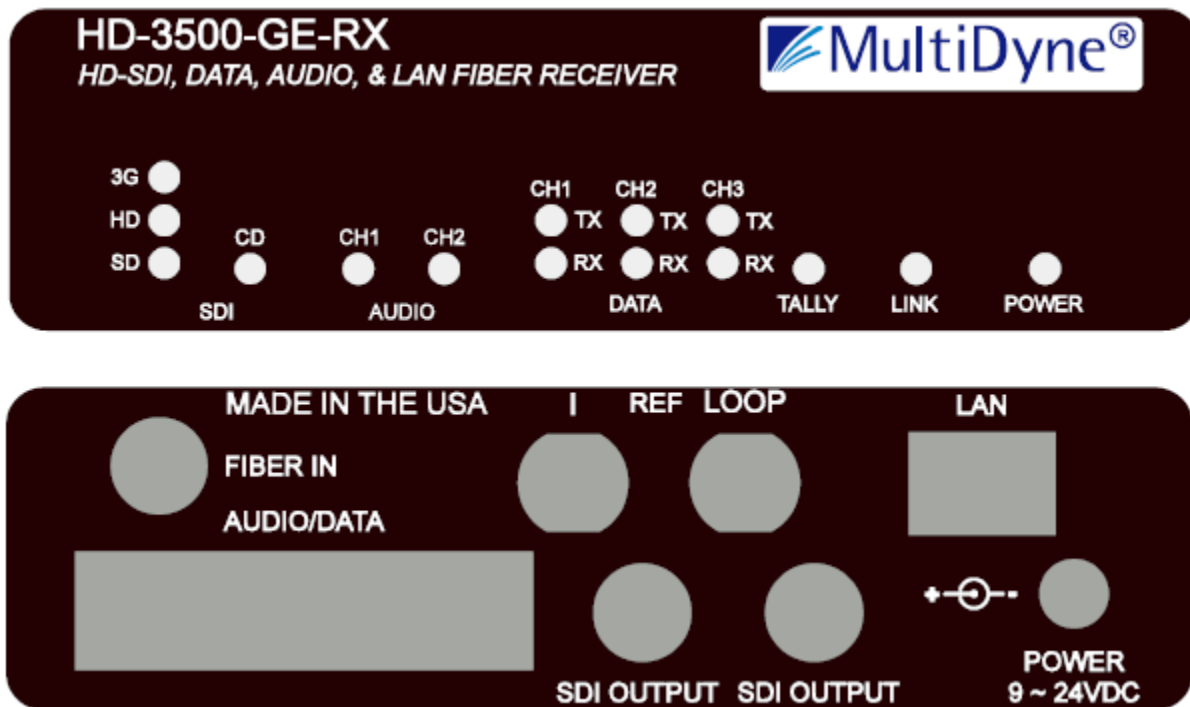 HD-3500-GE-RX
MultiDyne®
HD-SDI, DATA, AUDIO, & LAN FIBER RECEIVER
3G
HD
SD
CD
SDI
CH1 CH2
AUDIO
CH1 CH2 CH3
TX TX TX
RX RX RX
DATA
TALLY
LINK
POWER
MADE IN THE USA
I REF LOOP
LAN
FIBER IN
AUDIO/DATA
+ -
SDI OUTPUT SDI OUTPUT
POWER
9 ~ 24VDC